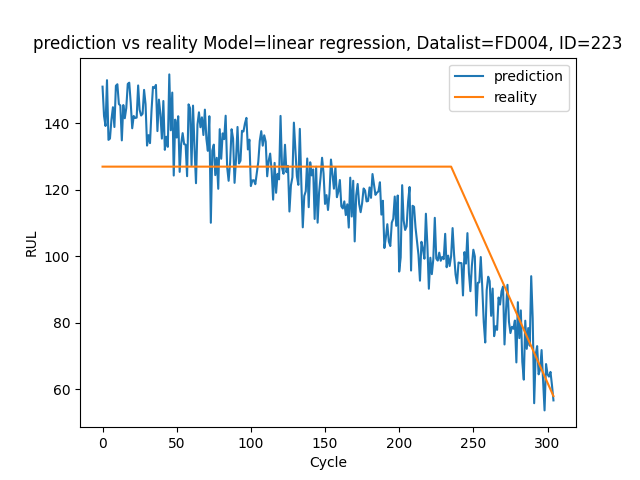 prediction vs reality Model=linear regression, Datalist=FD004, ID=223
prediction
reality
RUL
140
120
100
80
60
0 50 100 150 200 250 300
Cycle